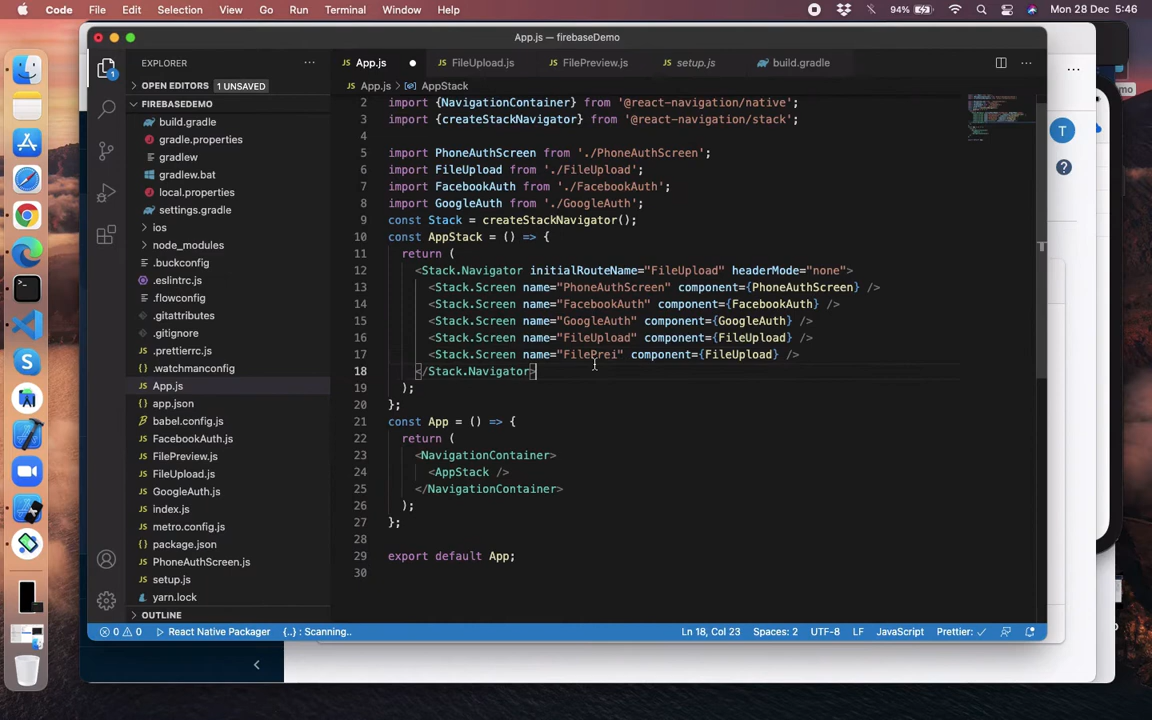 Code File Edit Selection View Go Run Terminal Window Help 94% Mon 28 Dec 5:46
App.js — firebaseDemo
EXPLORER
App.js FileUpload.js FilePreview.js setup.js build.gradle
OPEN EDITORS 1 UNSAVED
App.js > AppStack
FIREBASEDEMO
build.gradle
gradle.properties
gradlew
gradlew.bat
local.properties
settings.gradle
ios
node_modules
.buckconfig
.eslintrc.js
.flowconfig
.gitattributes
.gitignore
.prettierrc.js
.watchmanconfig
App.js
app.json
babel.config.js
FacebookAuth.js
FilePreview.js
FileUpload.js
GoogleAuth.js
index.js
metro.config.js
package.json
PhoneAuthScreen.js
setup.js
yarn.lock
OUTLINE
2 import {NavigationContainer} from '@react-navigation/native';
3 import {createStackNavigator} from '@react-navigation/stack';
4
5 import PhoneAuthScreen from './PhoneAuthScreen';
6 import FileUpload from './FileUpload';
7 import FacebookAuth from './FacebookAuth';
8 import GoogleAuth from './GoogleAuth';
9 const Stack = createStackNavigator();
10 const AppStack = () => {
11 return (
12 <Stack.Navigator initialRouteName="FileUpload" headerMode="none">
13 <Stack.Screen name="PhoneAuthScreen" component={PhoneAuthScreen} />
14 <Stack.Screen name="FacebookAuth" component={FacebookAuth} />
15 <Stack.Screen name="GoogleAuth" component={GoogleAuth} />
16 <Stack.Screen name="FileUpload" component={FileUpload} />
17 <Stack.Screen name="FilePrei" component={FileUpload} />
18 </Stack.Navigator>
19 );
20 };
21 const App = () => {
22 return (
23 <NavigationContainer>
24 <AppStack />
25 </NavigationContainer>
26 );
27 };
28
29 export default App;
30
0 0 React Native Packager {..} : Scanning.. Ln 18, Col 23 Spaces: 2 UTF-8 LF JavaScript Prettier: ✓
1
T
?
mo